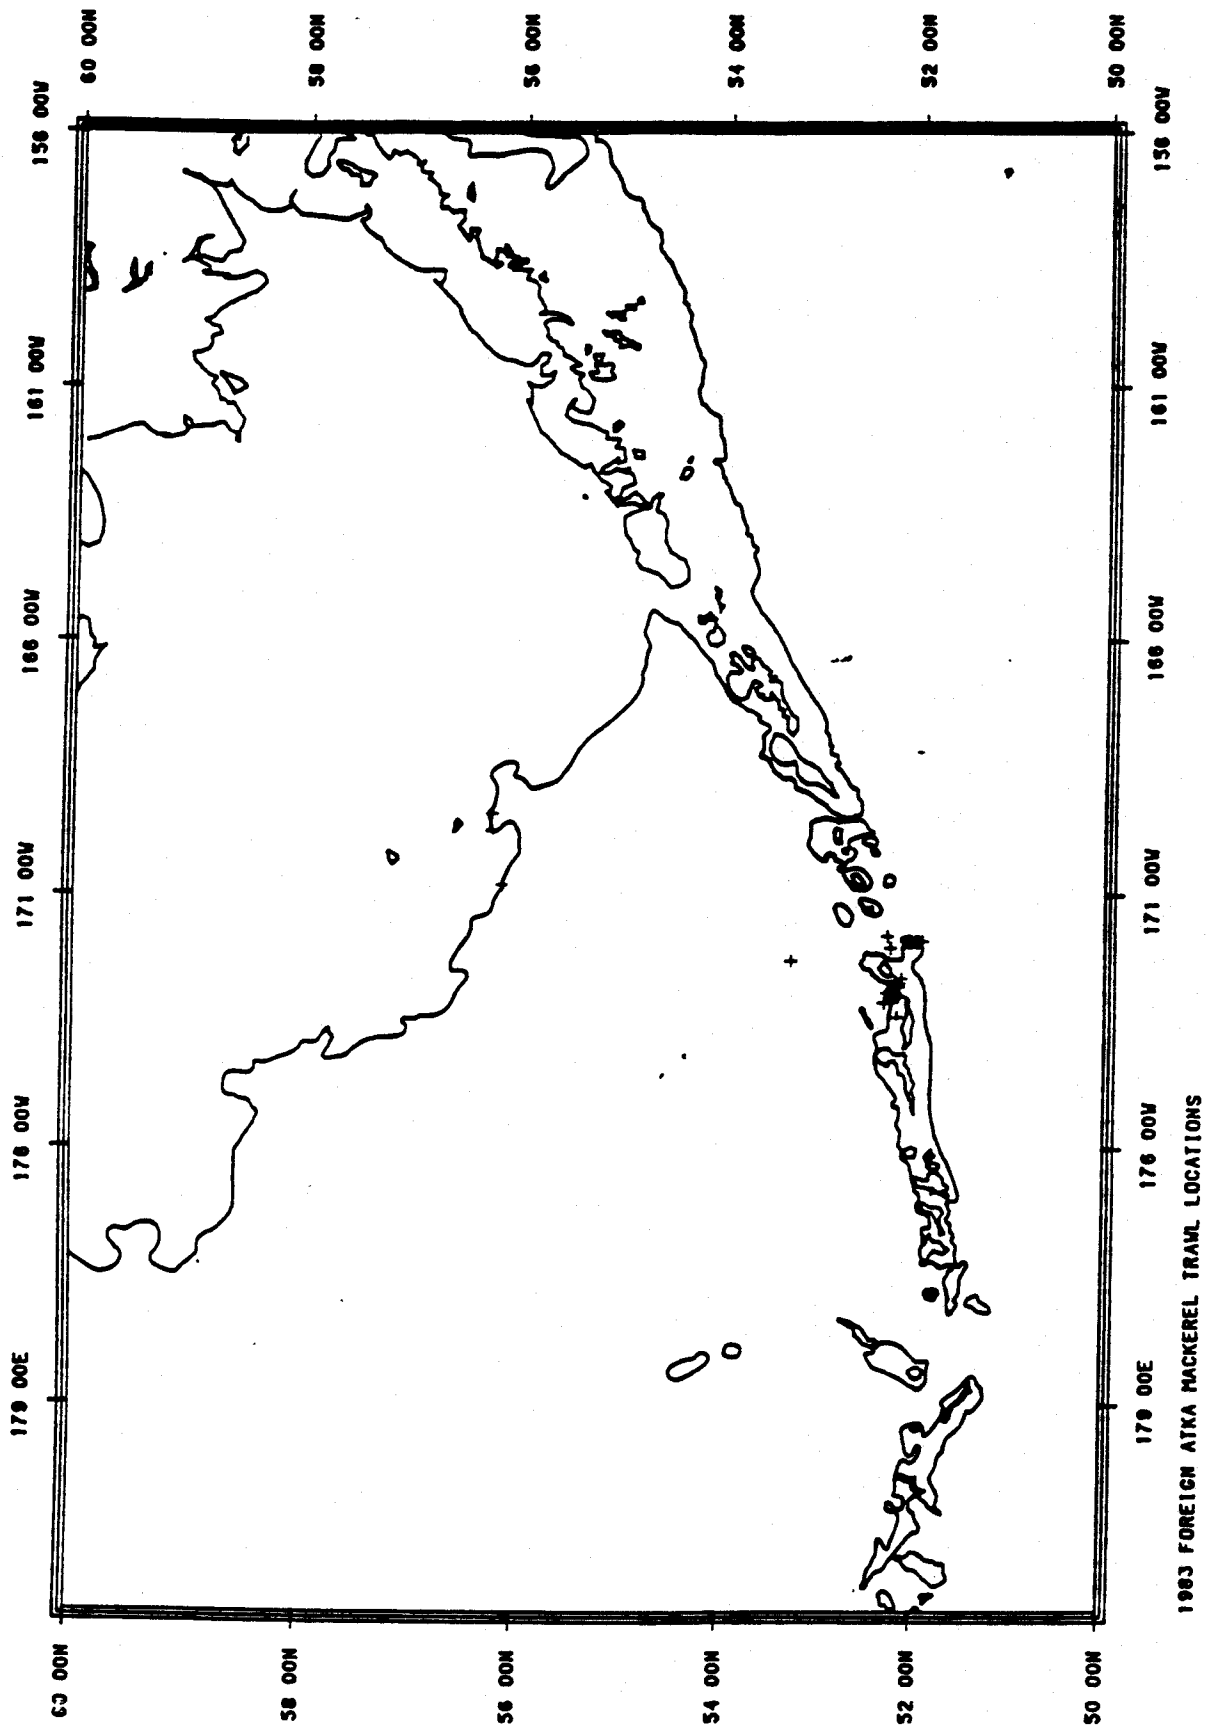 179 00E 176 00W 171 00W 166 00W 161 00W 156 00W
60 00N 60 00N
58 00N 58 00N
56 00N 56 00N
54 00N 54 00N
52 00N 52 00N
50 00N 50 00N
179 00E 176 00W 171 00W 166 00W 161 00W 156 00W
1983 FOREIGN ATKA MACKEREL TRAWL LOCATIONS